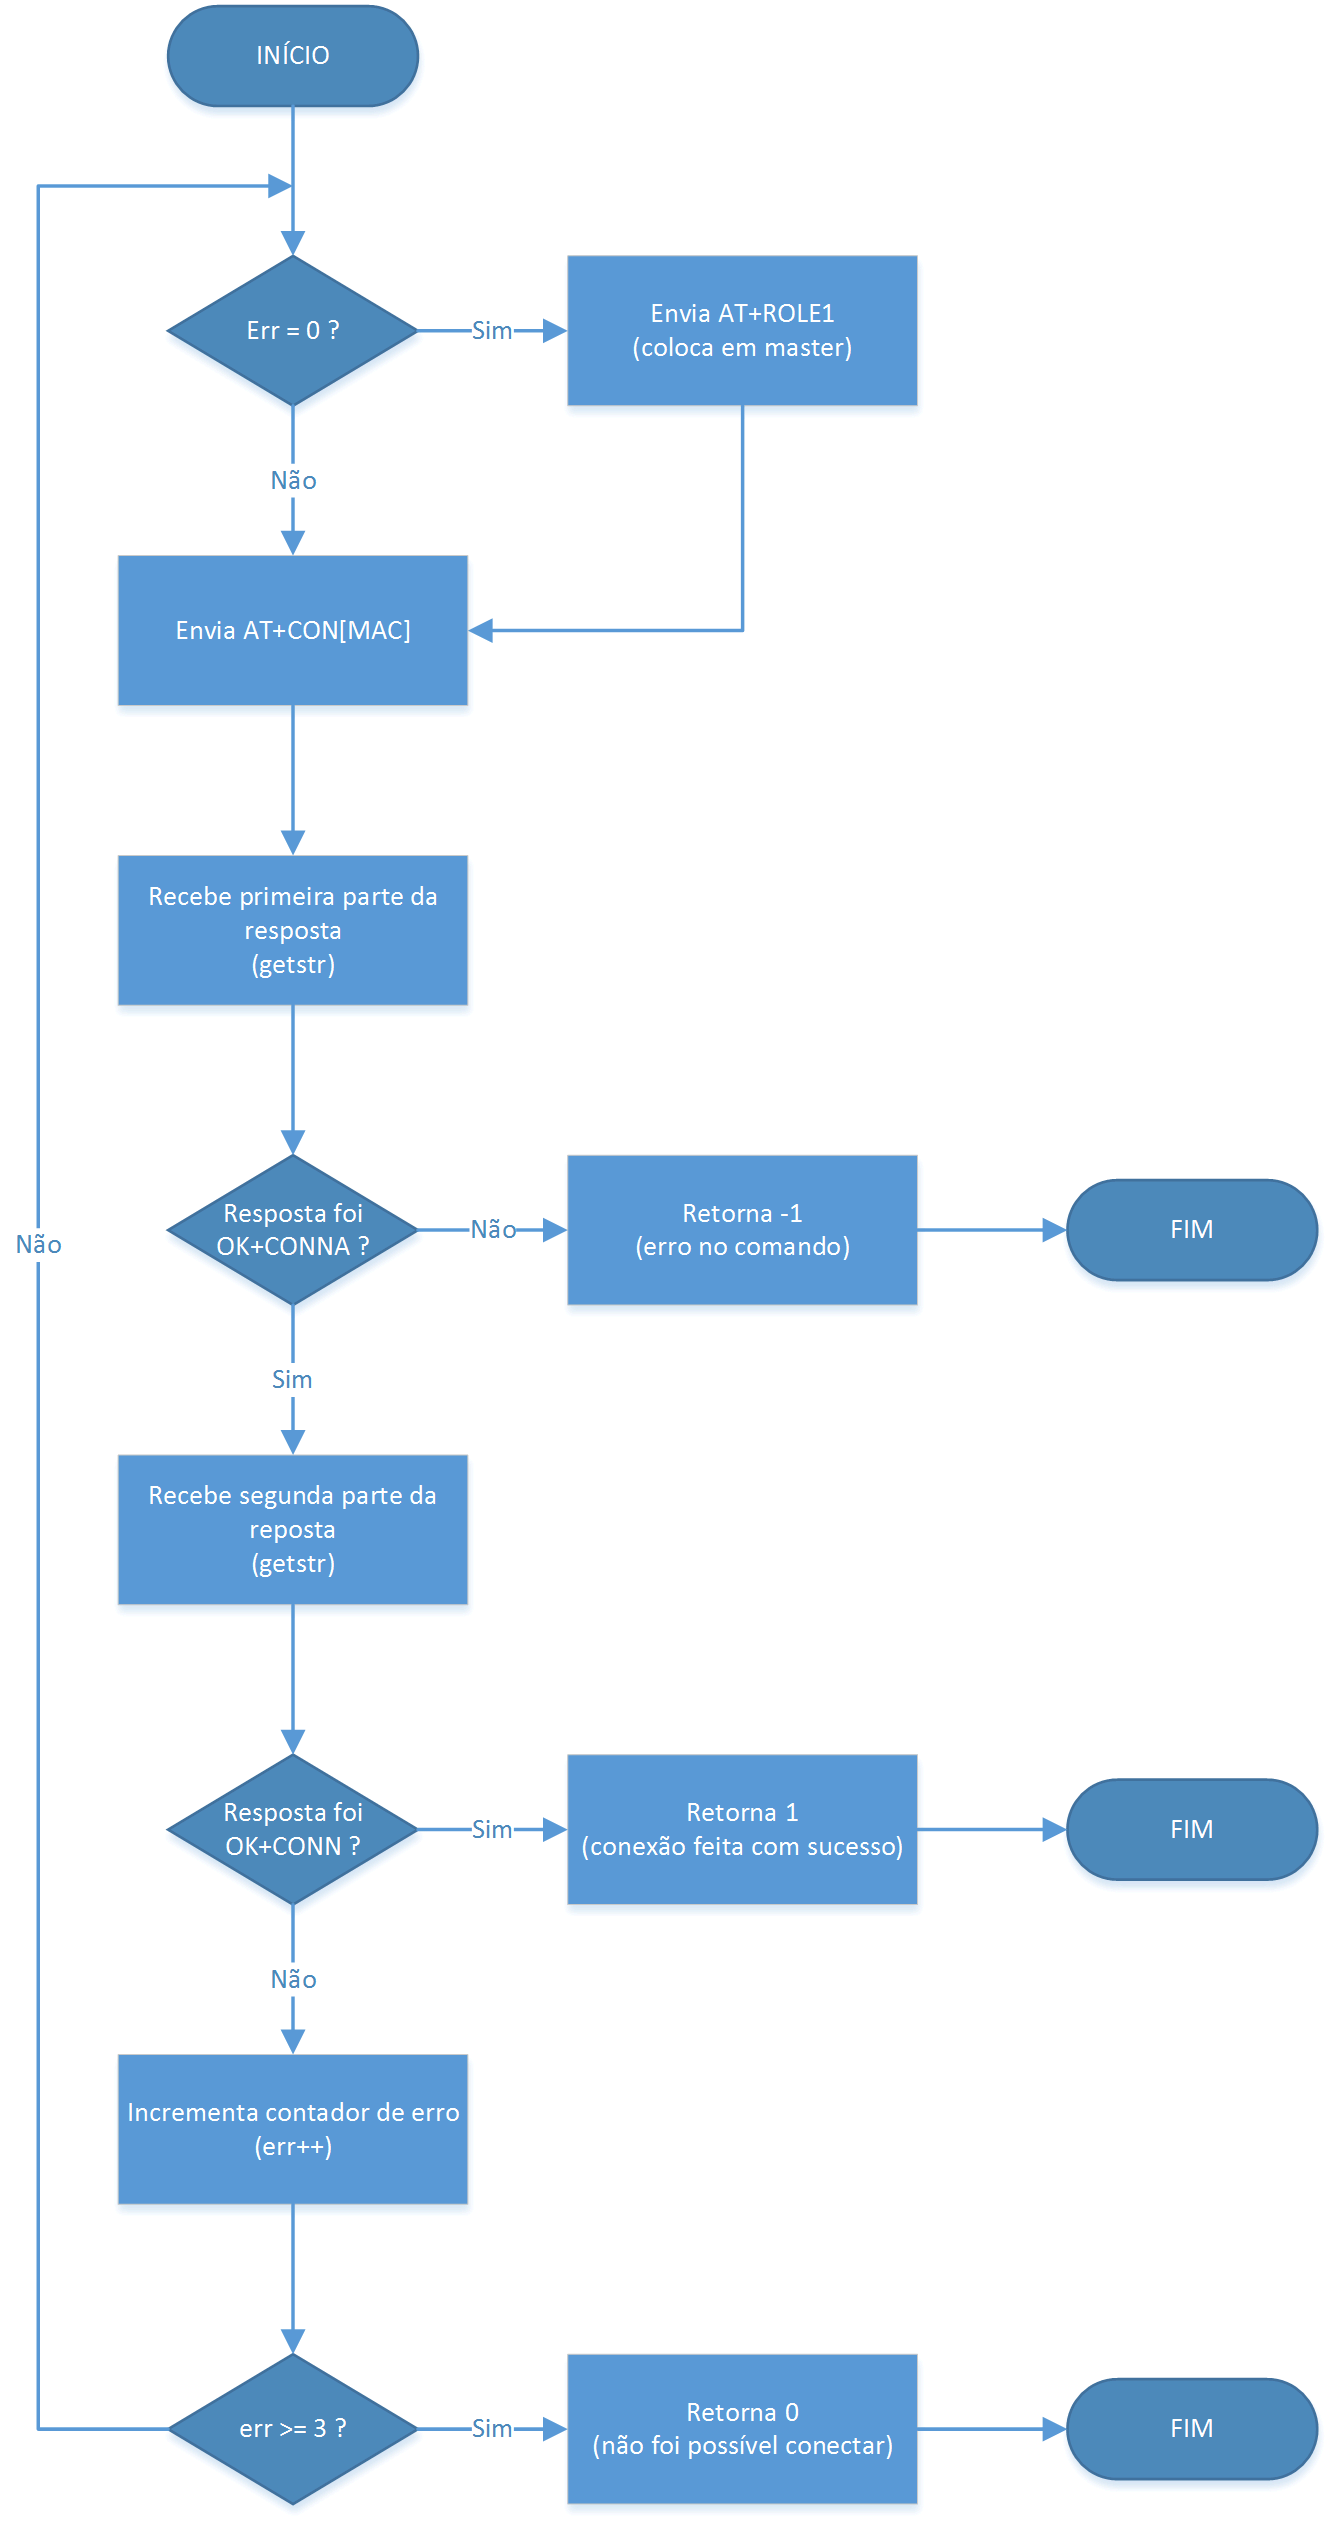 INÍCIO
Err = 0 ?
Sim
Envia AT+ROLE1
(coloca em master)
Não
Envia AT+CON[MAC]
Recebe primeira parte da
resposta
(getstr)
Resposta foi
OK+CONNA ?
Não
Retorna -1
(erro no comando)
FIM
Não
Sim
Recebe segunda parte da
reposta
(getstr)
Resposta foi
OK+CONN ?
Sim
Retorna 1
(conexão feita com sucesso)
FIM
Não
Incrementa contador de erro
(err++)
err >= 3 ?
Sim
Retorna 0
(não foi possível conectar)
FIM